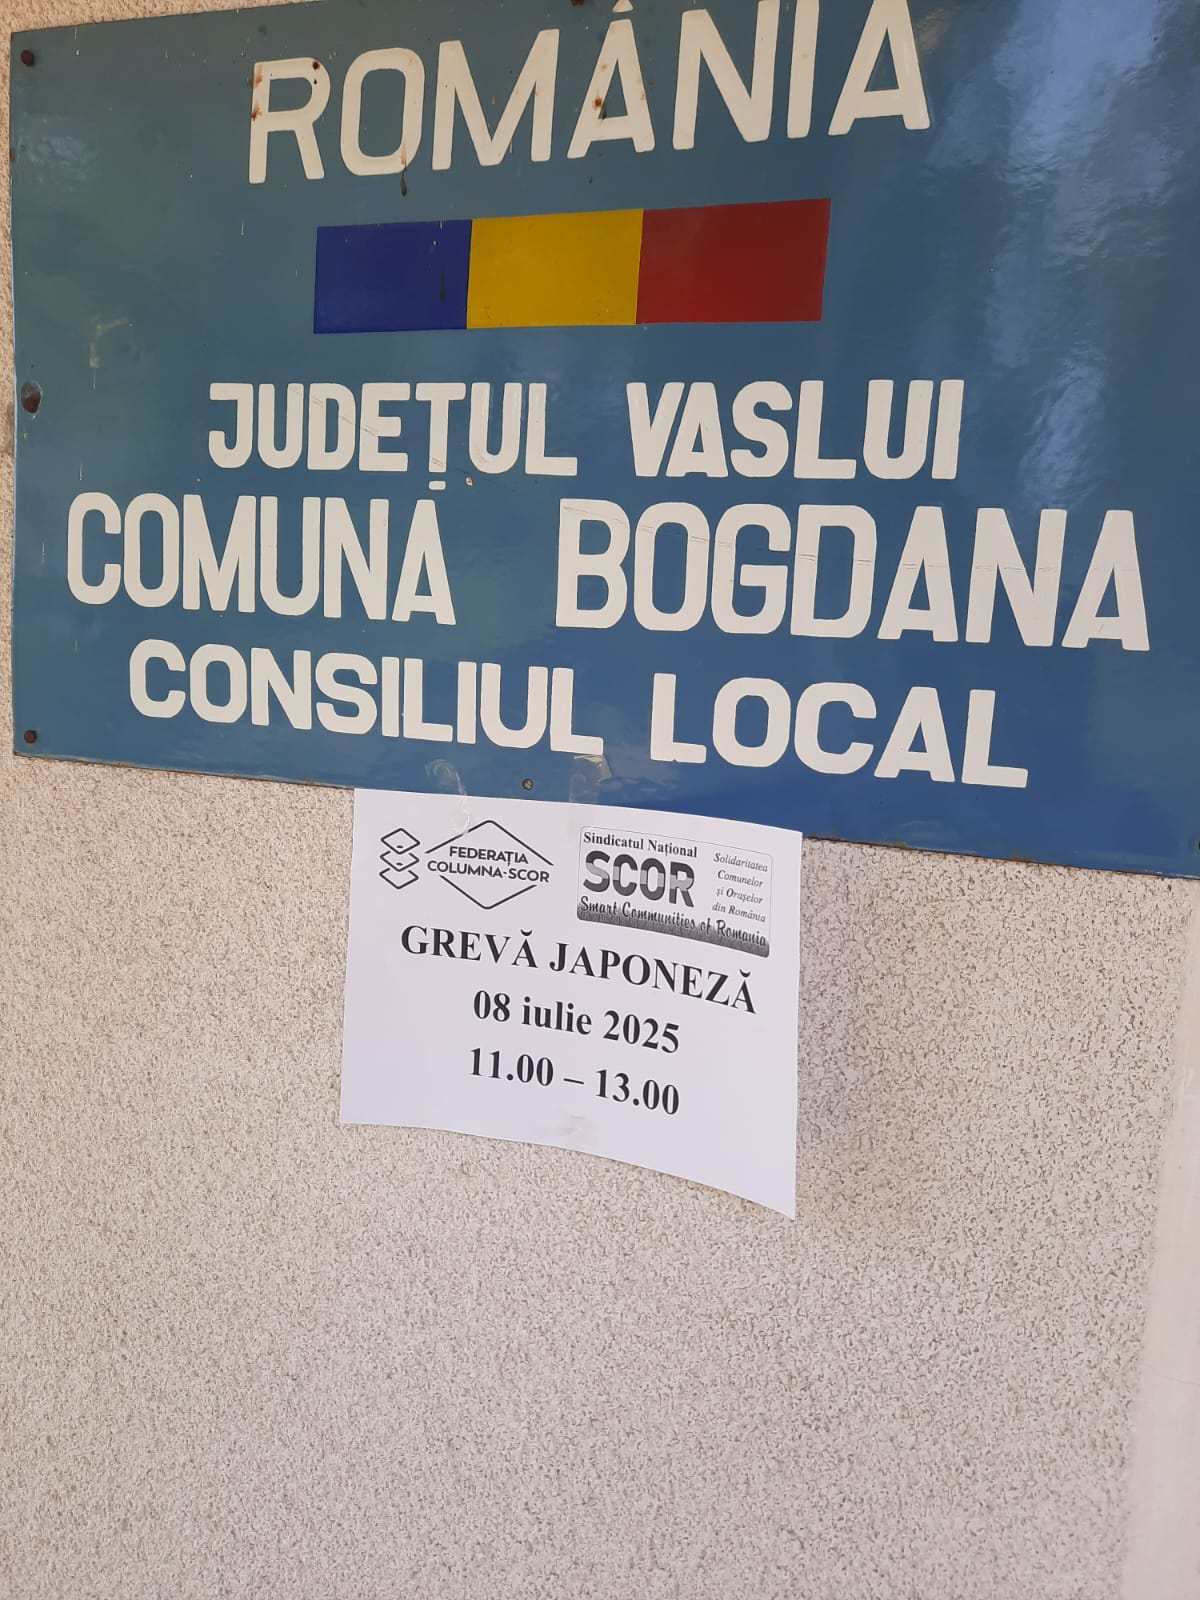 ROMÂNIA
JUDEȚUL VASLUI
COMUNA BOGDANA
CONSILIUL LOCAL
FEDERAȚIA
COLUMNA-SCOR
Sindicatul Național
SCOR
Smart Communities of Romania
Solidaritatea
Comunelor
și Orașelor
din România
GREVĂ JAPONEZĂ
08 iulie 2025
11.00 – 13.00